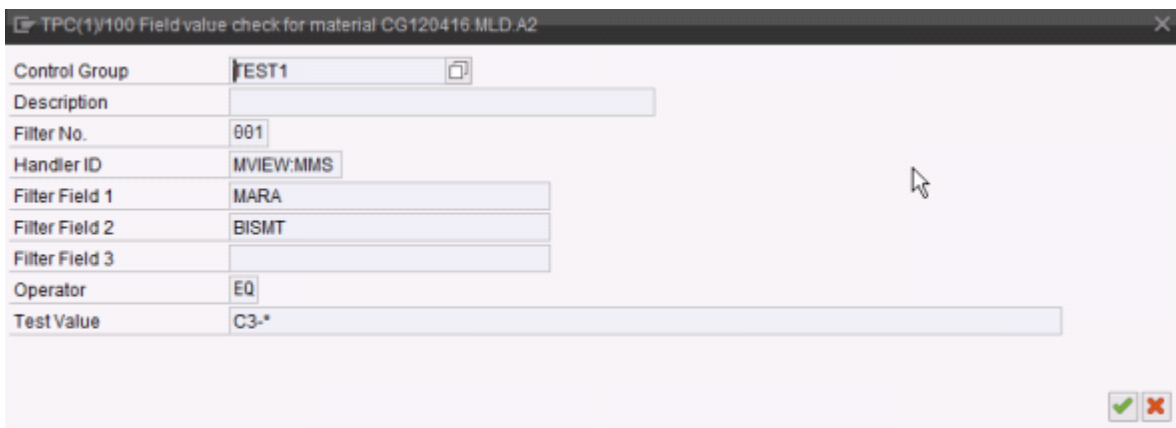 TPC(1)/100 Field value check for material CG120416.MLD.A2
Control Group TEST1
Description
Filter No. 001
Handler ID MVIEW:MMS
Filter Field 1 MARA
Filter Field 2 BISMT
Filter Field 3
Operator EQ
Test Value C3-*